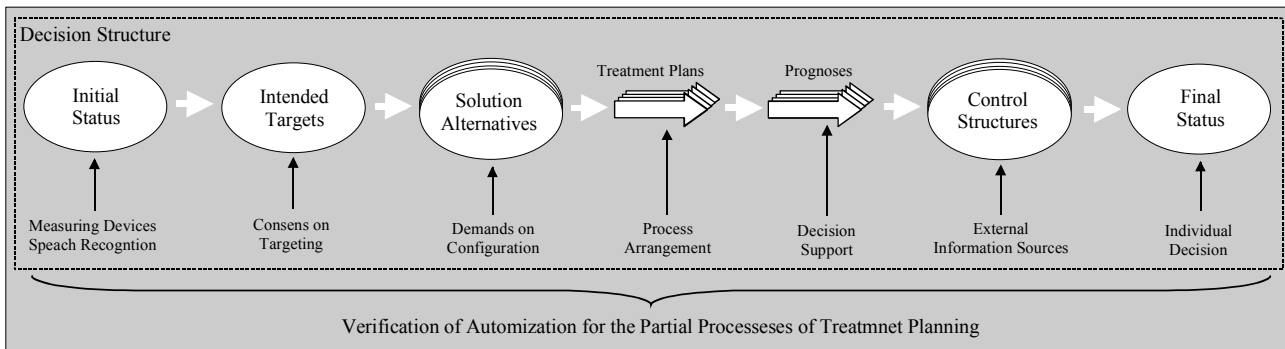 Decision Structure
Initial
Status
Intended
Targets
Solution
Alternatives
Treatment Plans
Prognoses
Control
Structures
Final
Status
Measuring Devices
Speach Recogntion
Consens on
Targeting
Demands on
Configuration
Process
Arrangement
Decision
Support
External
Information Sources
Individual
Decision
Verification of Automization for the Partial Processeses of Treatmnet Planning